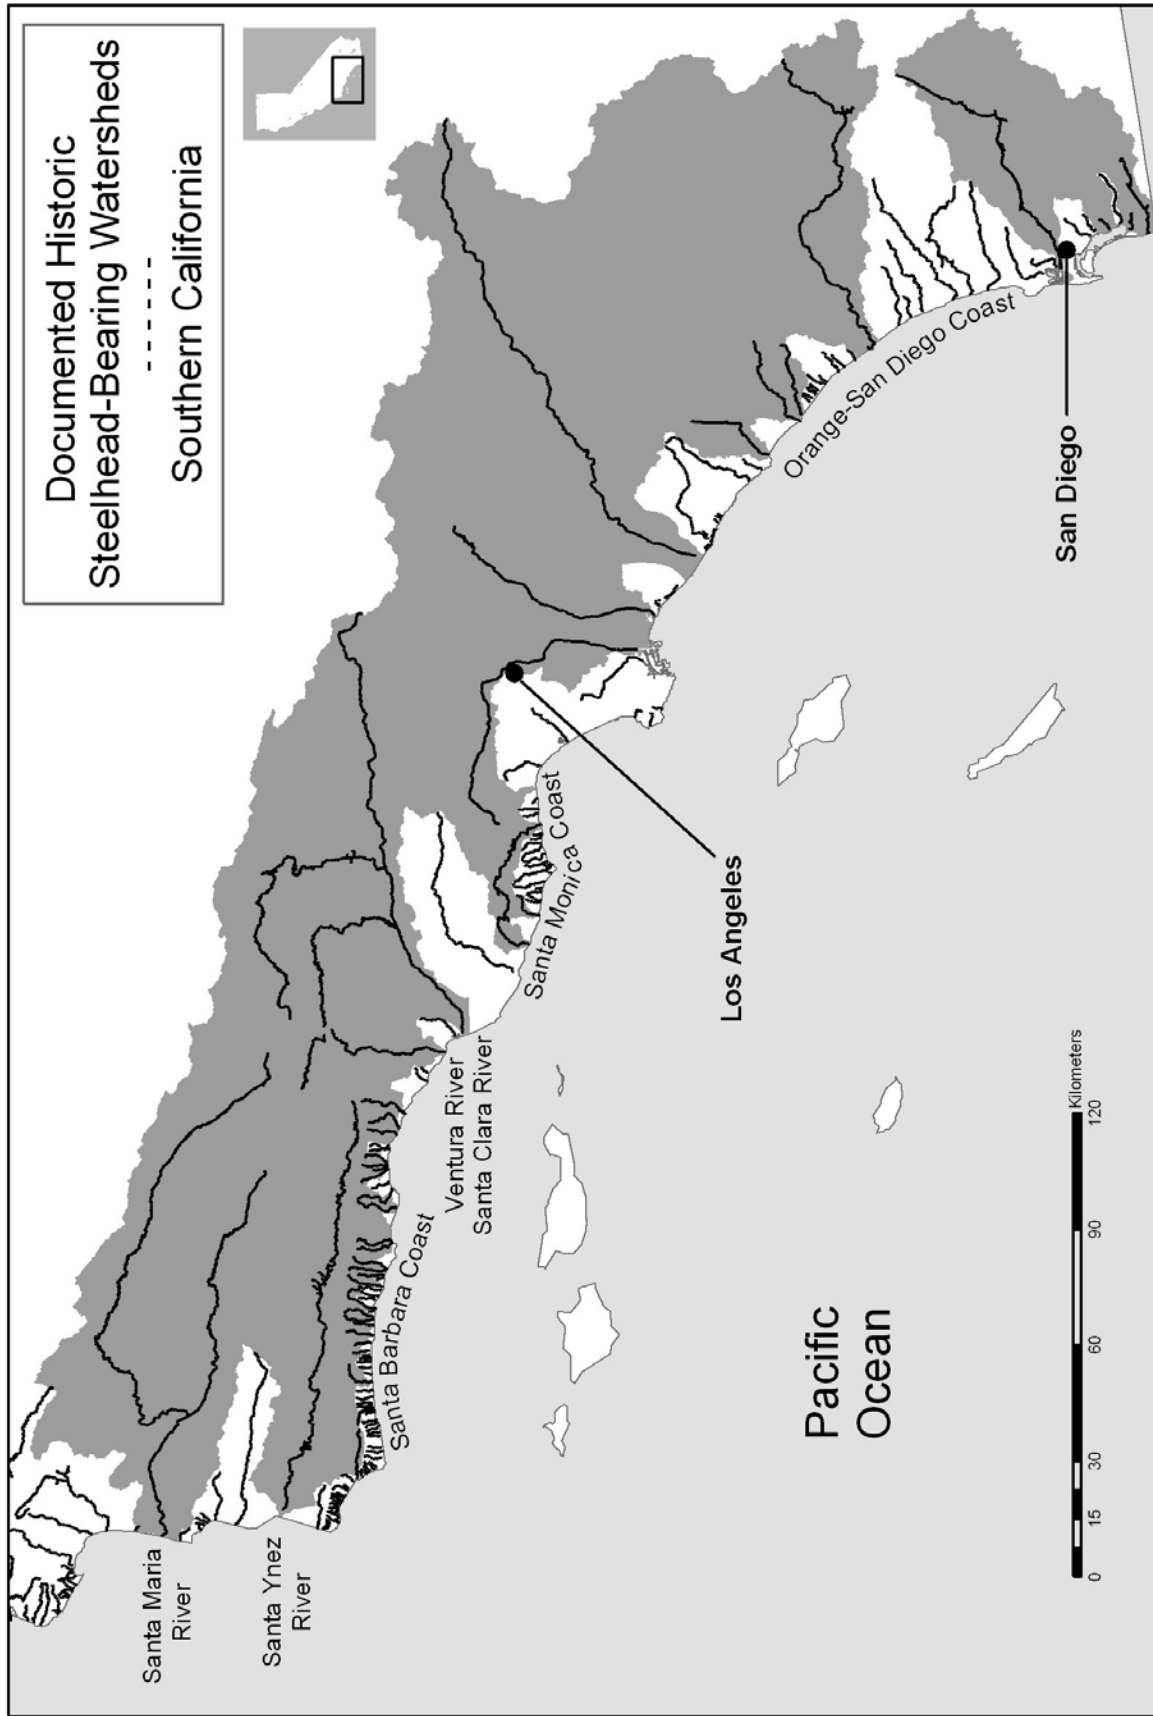 Documented Historic
Steelhead-Bearing Watersheds
-----
Southern California
Santa Maria
River
Santa Ynez
River
Santa Barbara Coast
Ventura River
Santa Clara River
Santa Monica Coast
Los Angeles
Orange-San Diego Coast
San Diego
Pacific
Ocean
Kilometers
0 15 30 60 90 120